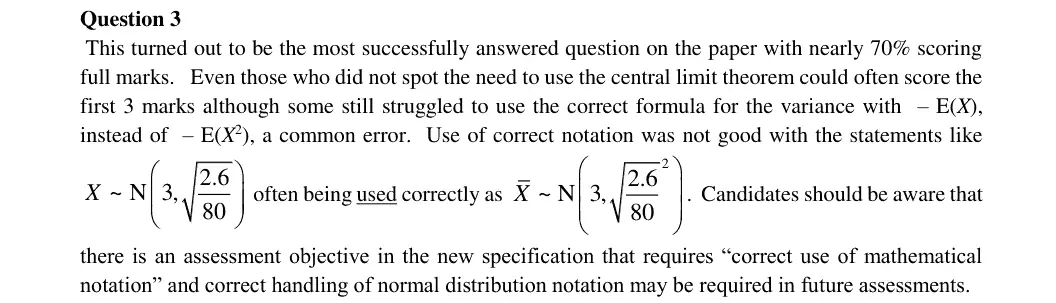 Question 3
This turned out to be the most successfully answered question on the paper with nearly 70% scoring
full marks. Even those who did not spot the need to use the central limit theorem could often score the
first 3 marks although some still struggled to use the correct formula for the variance with – E(X),
instead of – E(X²), a common error. Use of correct notation was not good with the statements like
X ~ N(3, √(2.6/80)) often being used correctly as X̄ ~ N(3, √(2.6/80)²). Candidates should be aware that
there is an assessment objective in the new specification that requires “correct use of mathematical
notation” and correct handling of normal distribution notation may be required in future assessments.